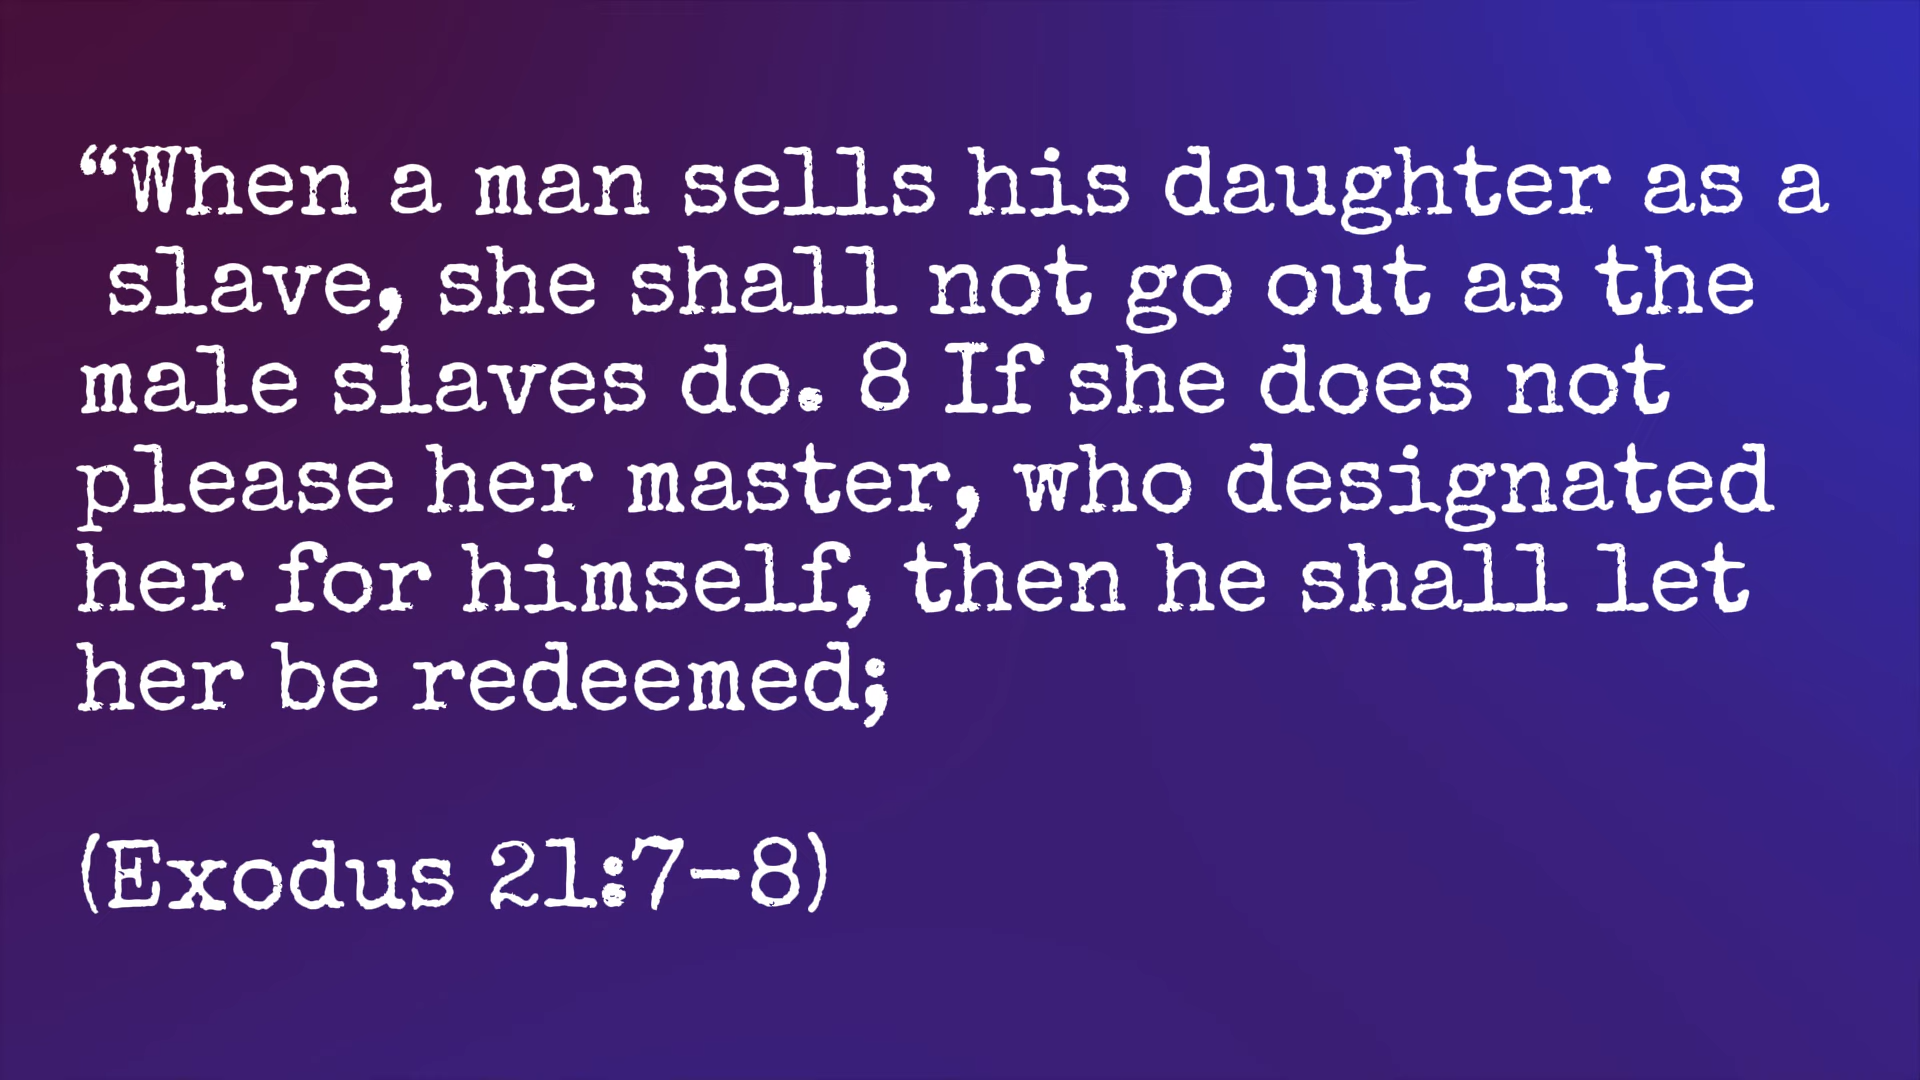 “When a man sells his daughter as a
slave, she shall not go out as the
male slaves do. 8 If she does not
please her master, who designated
her for himself, then he shall let
her be redeemed;
(Exodus 21:7–8)